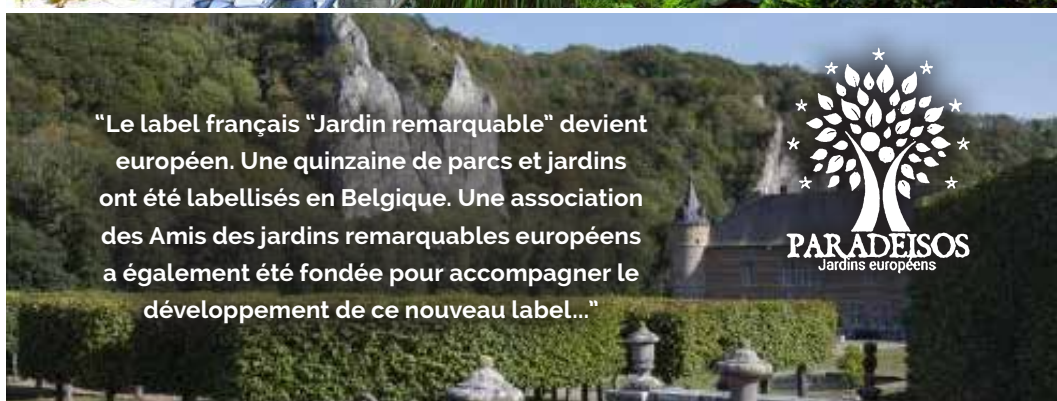 “Le label français “Jardin remarquable” devient
européen. Une quinzaine de parcs et jardins
ont été labellisés en Belgique. Une association
des Amis des jardins remarquables européens
a également été fondée pour accompagner le
développement de ce nouveau label...”
PARADEISOS
Jardins européens